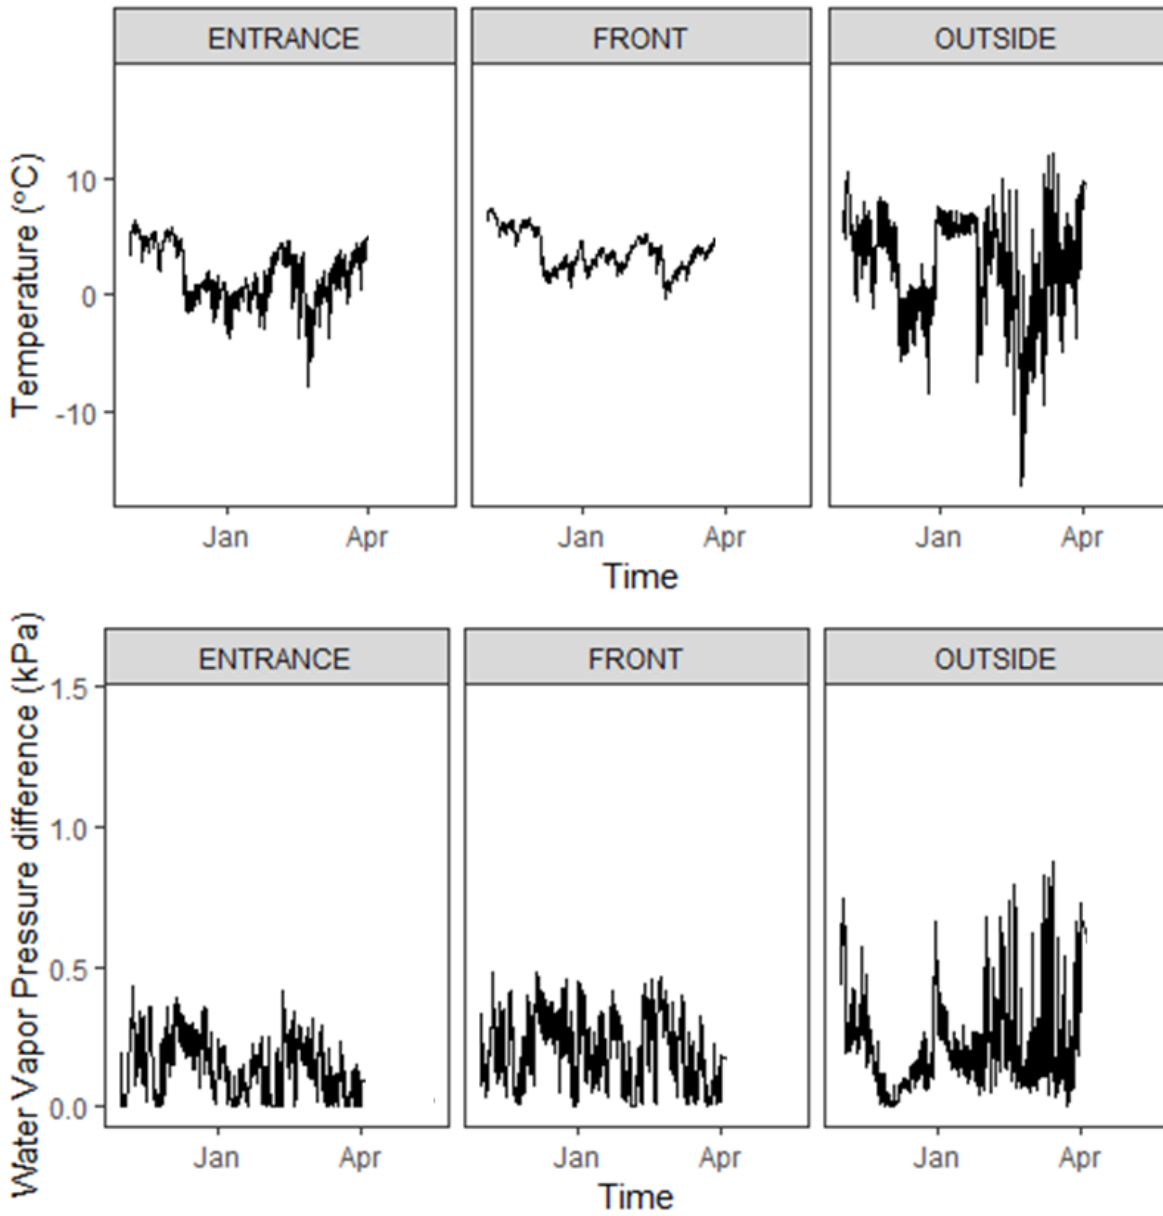 ENTRANCE FRONT OUTSIDE
Temperature (°C)
10
0
-10
Jan Apr Jan Apr Jan Apr
Time
ENTRANCE FRONT OUTSIDE
Water Vapor Pressure difference (kPa)
1.5
1.0
0.5
0.0
Jan Apr Jan Apr Jan Apr
Time